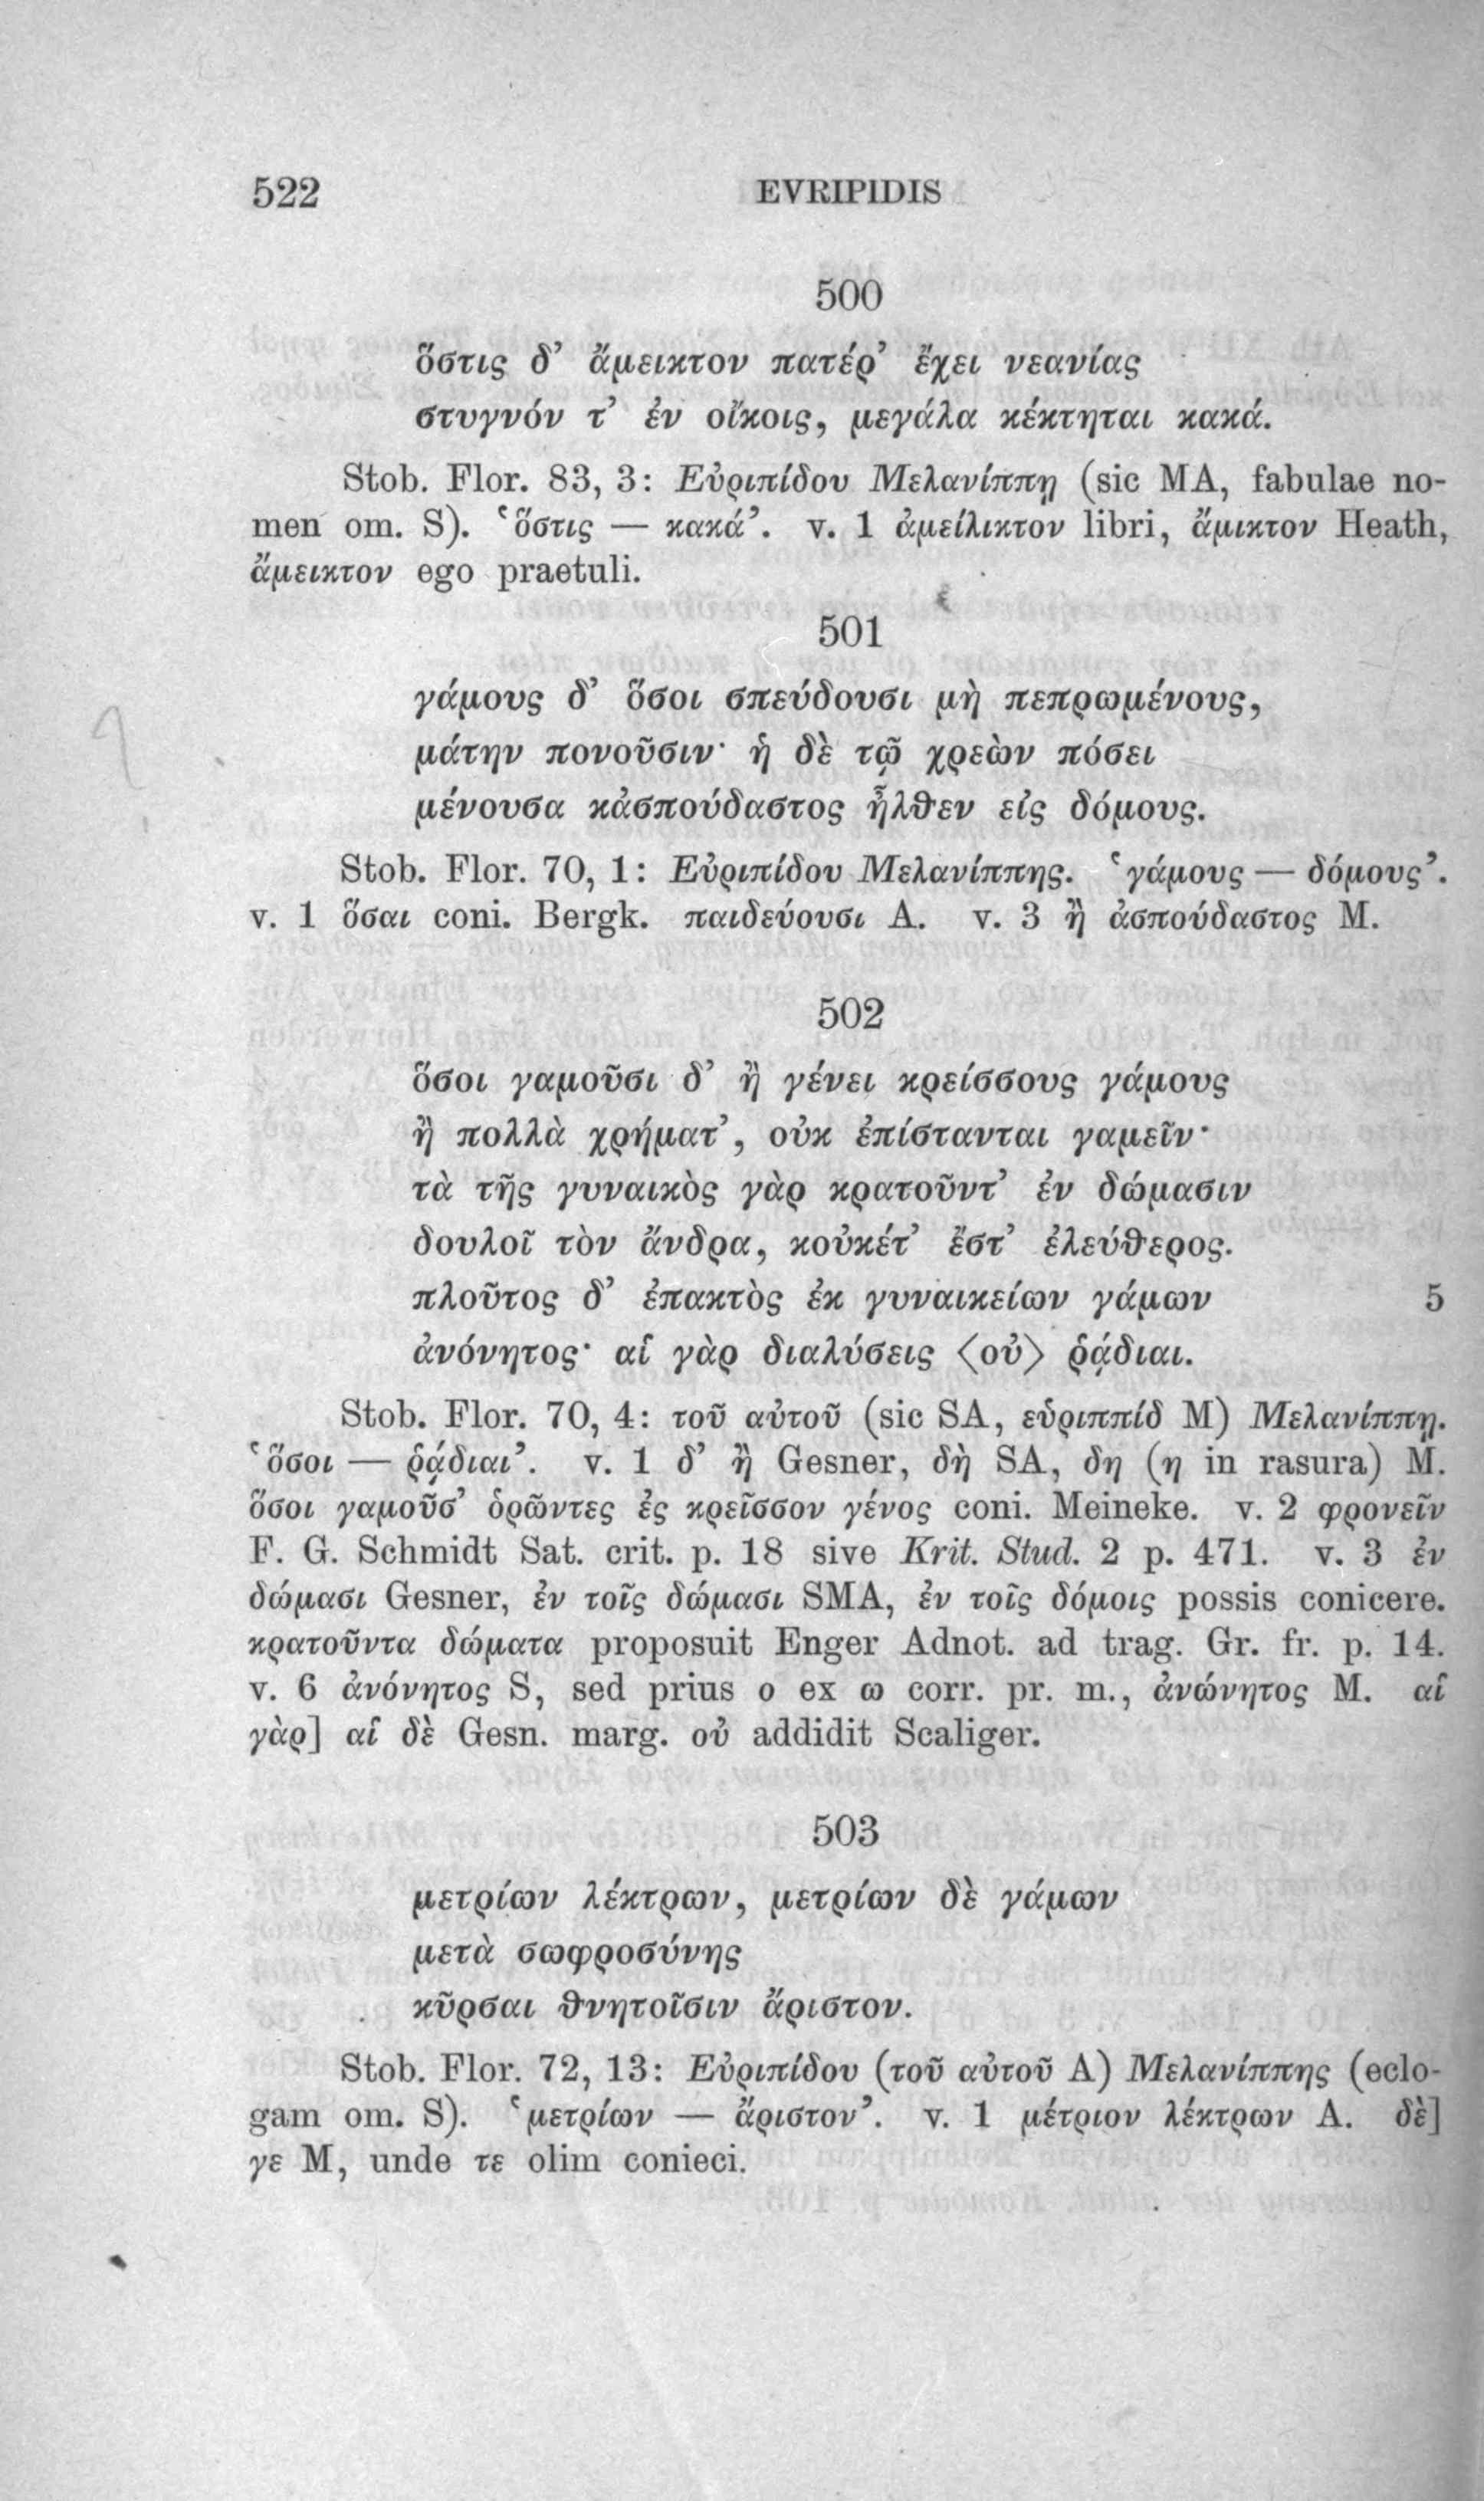 522 EVRIPIDIS
500
ὅστις δ’ ἄμεικτον πατέρ’ ἔχει νεανίας
στυγνόν τ’ ἐν οἴκοις, μεγάλα κέκτηται κακά.
Stob. Flor. 83, 3: Εὐριπίδου Μελανίππῃ (sic MA, fabulae no-
men om. S). ‘ὅστις — κακά’. v. 1 ἀμείλικτον libri, ἄμικτον Heath,
ἄμεικτον ego praetuli.
501
γάμους δ’ ὅσοι σπεύδουσι μὴ πεπρωμένους,
μάτην πονοῦσιν· ἡ δὲ τῷ χρεὼν πόσει
μένουσα κἀσπούδαστος ἦλθεν εἰς δόμους.
Stob. Flor. 70, 1: Εὐριπίδου Μελανίππης. ‘γάμους — δόμους’.
v. 1 ὅσαι coni. Bergk. παιδεύουσι A. v. 3 ἢ ἀσπούδαστος M.
502
ὅσοι γαμοῦσι δ’ ἢ γένει κρείσσους γάμους
ἢ πολλὰ χρήματ’, οὐκ ἐπίστανται γαμεῖν·
τὰ τῆς γυναικὸς γὰρ κρατοῦντ’ ἐν δώμασιν
δουλοῖ τὸν ἄνδρα, κοὐκέτ’ ἔστ’ ἐλεύθερος.
πλοῦτος δ’ ἐπακτὸς ἐκ γυναικείων γάμων 5
ἀνόνητος· αἱ γὰρ διαλύσεις 〈οὐ〉 ῥᾴδιαι.
Stob. Flor. 70, 4: τοῦ αὐτοῦ (sic SA, εὑριππίδ M) Μελανίππῃ.
‘ὅσοι — ῥᾴδιαι’. v. 1 δ’ ἢ Gesner, δὴ SA, δη (η in rasura) M.
ὅσοι γαμοῦσ’ ὁρῶντες ἐς κρεῖσσον γένος coni. Meineke. v. 2 φρονεῖν
F. G. Schmidt Sat. crit. p. 18 sive Krit. Stud. 2 p. 471. v. 3 ἐν
δώμασι Gesner, ἐν τοῖς δώμασι SMA, ἐν τοῖς δόμοις possis conicere.
κρατοῦντα δώματα proposuit Enger Adnot. ad trag. Gr. fr. p. 14.
v. 6 ἀνόνητος S, sed prius ο ex ω corr. pr. m., ἀνώνητος M. αἱ
γὰρ] αἱ δὲ Gesn. marg. οὐ addidit Scaliger.
503
μετρίων λέκτρων, μετρίων δὲ γάμων
μετὰ σωφροσύνης
κῦρσαι θνητοῖσιν ἄριστον.
Stob. Flor. 72, 13: Εὐριπίδου (τοῦ αὐτοῦ A) Μελανίππης (eclo-
gam om. S). ‘μετρίων — ἄριστον’. v. 1 μέτριον λέκτρων A. δὲ]
γε M, unde τε olim conieci.